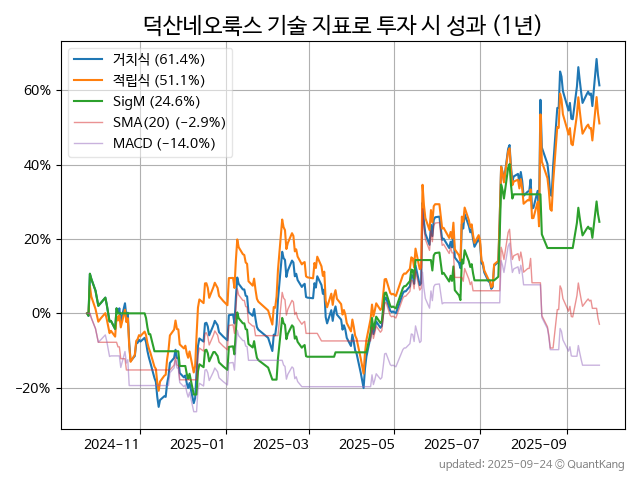 덕산네오룩스 기술 지표로 투자 시 성과 (1년)
거치식 (61.4%)
적립식 (51.1%)
SigM (24.6%)
SMA(20) (−2.9%)
MACD (−14.0%)
60%
40%
20%
0%
−20%
2024-11
2025-01
2025-03
2025-05
2025-07
2025-09
updated: 2025-09-24 © QuantKang